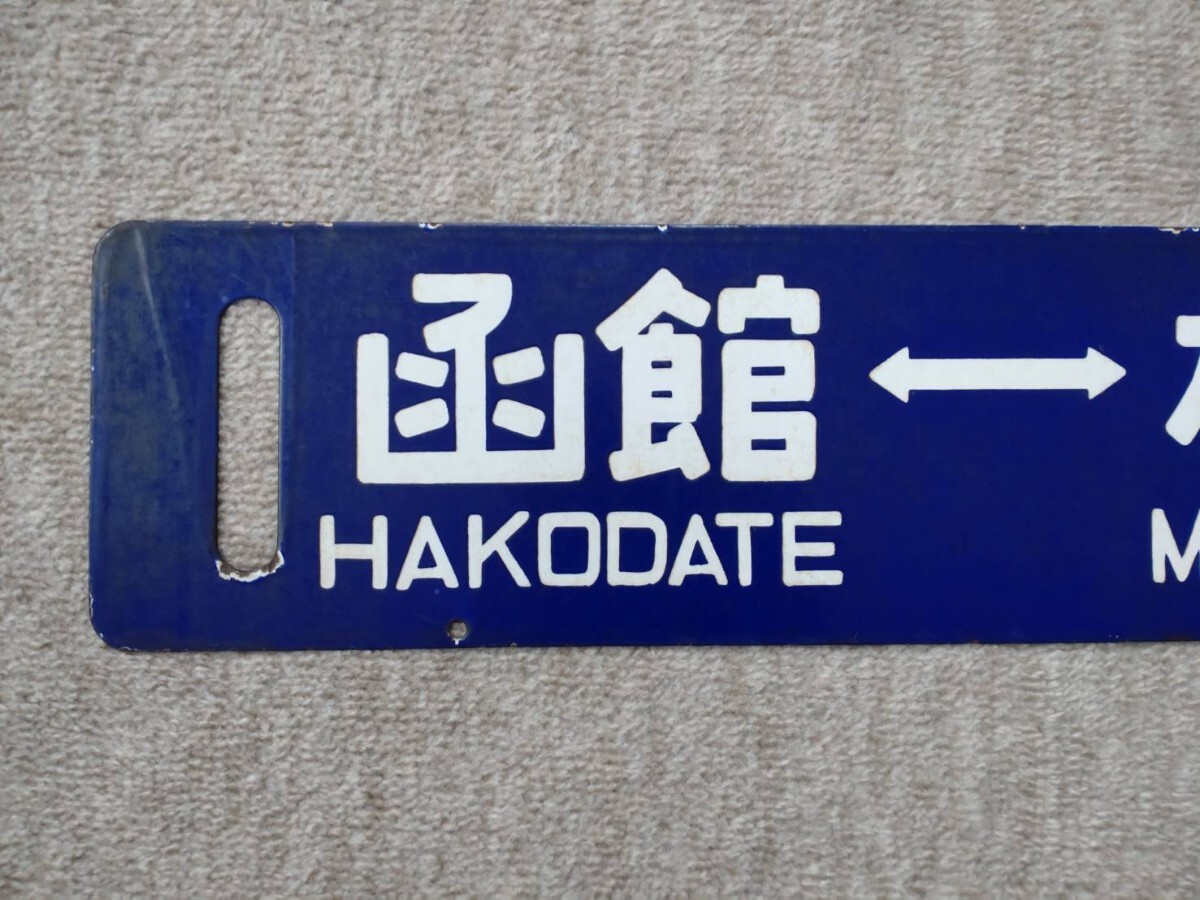 函館 ↔
HAKODATE M